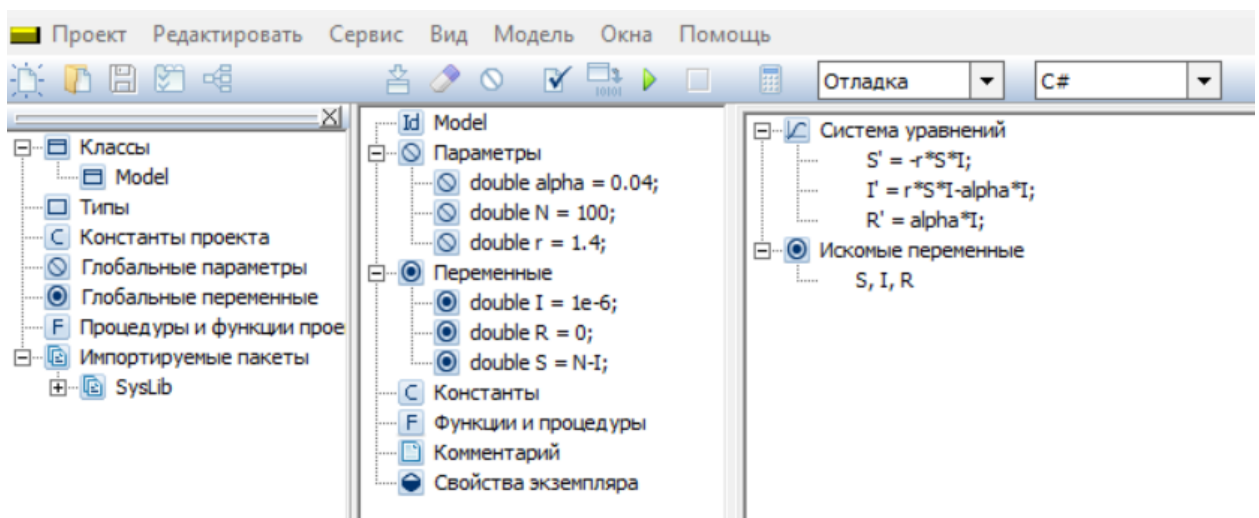 Проект Редактировать Сервис Вид Модель Окна Помощь
10101
Отладка
C#
Классы
Model
Типы
C Константы проекта
Глобальные параметры
Глобальные переменные
F Процедуры и функции прое
Импортируемые пакеты
SysLib
Id Model
Параметры
double alpha = 0.04;
double N = 100;
double r = 1.4;
Переменные
double I = 1e-6;
double R = 0;
double S = N-I;
C Константы
F Функции и процедуры
Комментарий
Свойства экземпляра
Система уравнений
S' = -r*S*I;
I' = r*S*I-alpha*I;
R' = alpha*I;
Искомые переменные
S, I, R